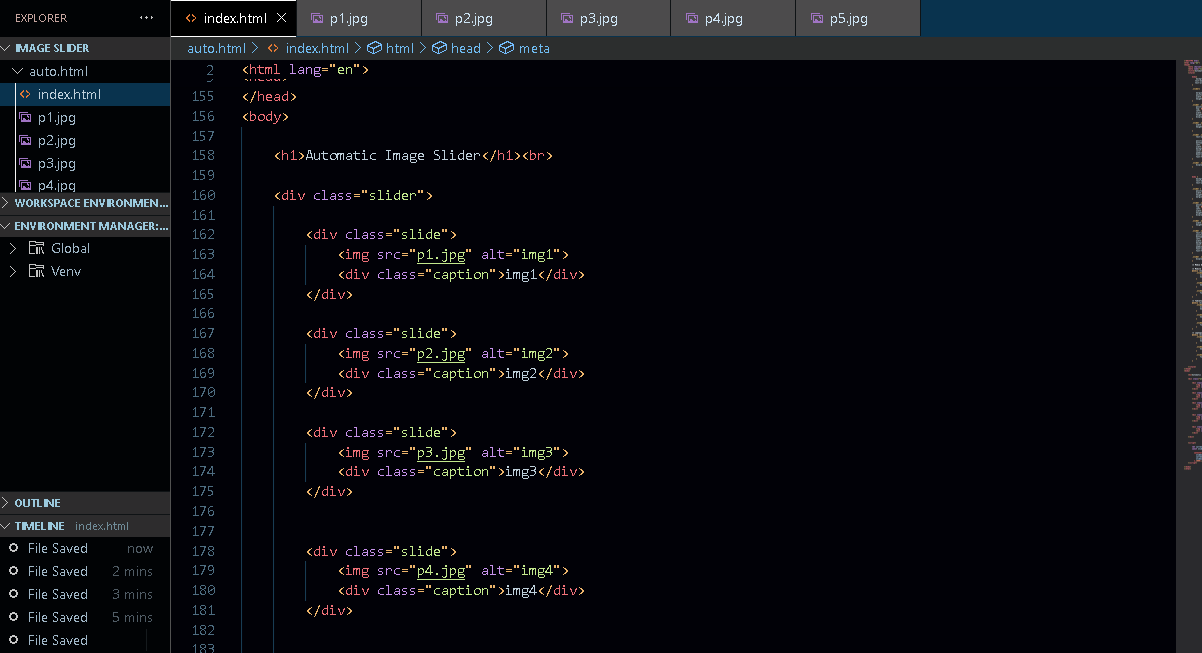 EXPLORER ···
index.html × p1.jpg p2.jpg p3.jpg p4.jpg p5.jpg
IMAGE SLIDER
auto.html
index.html
p1.jpg
p2.jpg
p3.jpg
p4.jpg
WORKSPACE ENVIRONMEN...
ENVIRONMENT MANAGER:...
Global
Venv
OUTLINE
TIMELINE index.html
File Saved now
File Saved 2 mins
File Saved 3 mins
File Saved 5 mins
File Saved
auto.html > <> index.html > html > head > meta
2 <html lang="en">
155 </head>
156 <body>
157
158 <h1>Automatic Image Slider</h1><br>
159
160 <div class="slider">
161
162 <div class="slide">
163 <img src="p1.jpg" alt="img1">
164 <div class="caption">img1</div>
165 </div>
166
167 <div class="slide">
168 <img src="p2.jpg" alt="img2">
169 <div class="caption">img2</div>
170 </div>
171
172 <div class="slide">
173 <img src="p3.jpg" alt="img3">
174 <div class="caption">img3</div>
175 </div>
176
177
178 <div class="slide">
179 <img src="p4.jpg" alt="img4">
180 <div class="caption">img4</div>
181 </div>
182
183